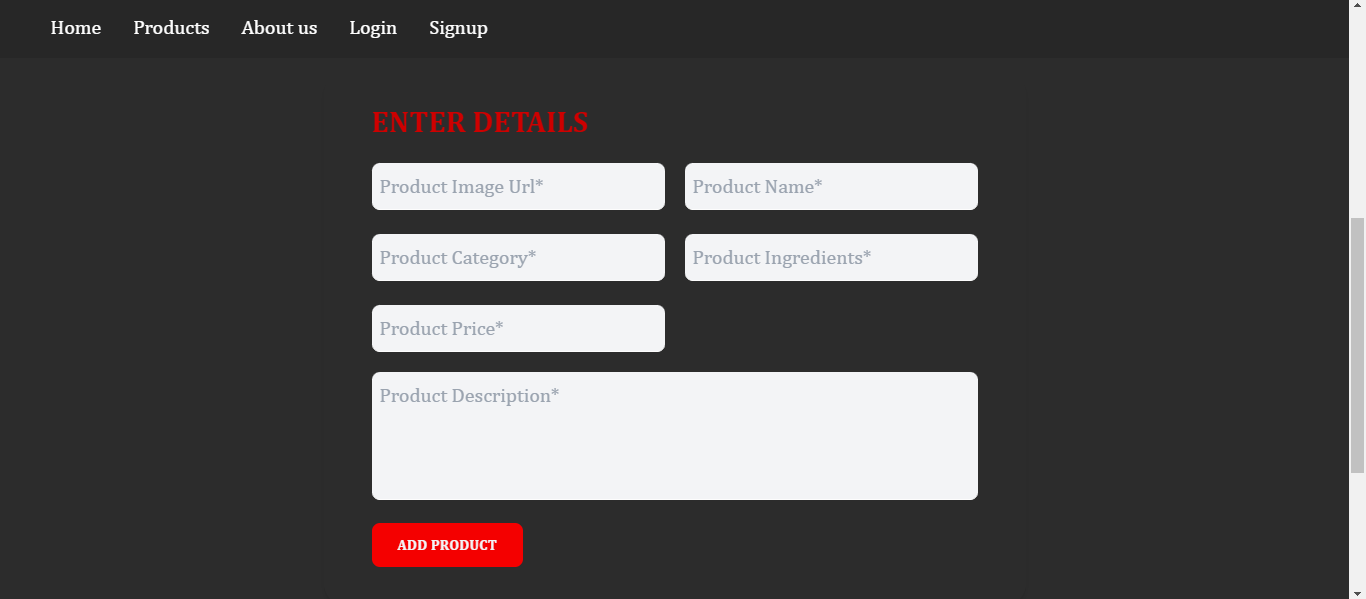 Home Products About us Login Signup
ENTER DETAILS
Product Image Url* Product Name*
Product Category* Product Ingredients*
Product Price*
Product Description*
ADD PRODUCT